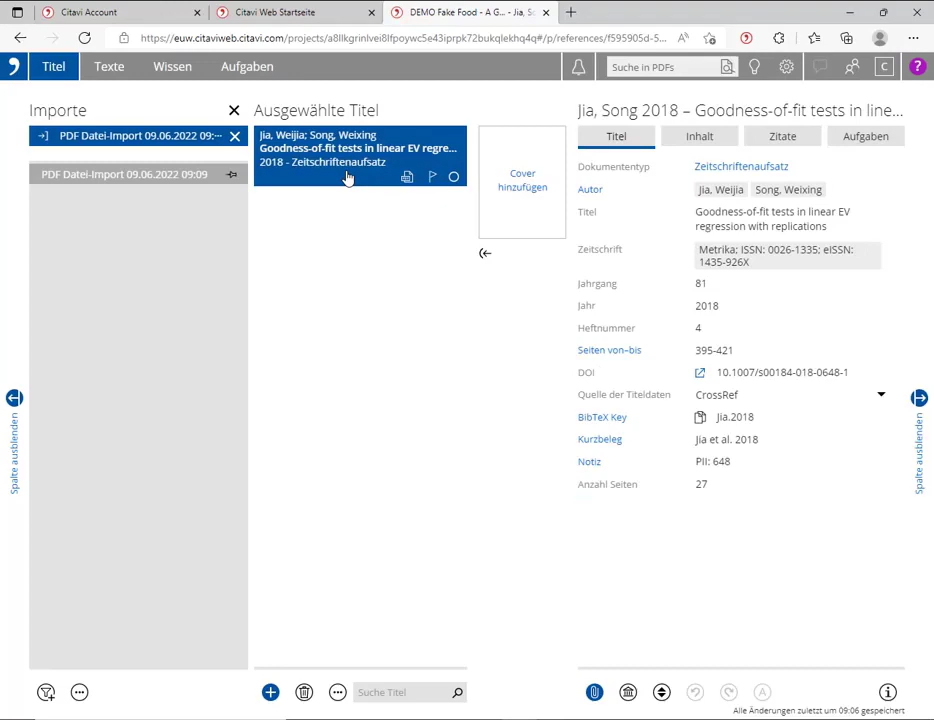 Citavi Account
Citavi Web Startseite
DEMO Fake Food - A G... - Jia, S
https://euw.citaviweb.citavi.com/projects/a8llkgrinlvei8lfpoywc5e43iprpk72bukqlekhq4q#/p/references/f595905d-5...
Titel
Texte
Wissen
Aufgaben
Suche in PDFs
C
?
Importe
PDF Datei-Import 09.06.2022 09:...
PDF Datei-Import 09.06.2022 09:09
Ausgewählte Titel
Jia, Weijia; Song, Weixing
Goodness-of-fit tests in linear EV regre...
2018 - Zeitschriftenaufsatz
Cover
hinzufügen
Jia, Song 2018 – Goodness-of-fit tests in line...
Titel
Inhalt
Zitate
Aufgaben
Dokumententyp
Zeitschriftenaufsatz
Autor
Jia, Weijia
Song, Weixing
Titel
Goodness-of-fit tests in linear EV
regression with replications
Zeitschrift
Metrika; ISSN: 0026-1335; eISSN:
1435-926X
Jahrgang
81
Jahr
2018
Heftnummer
4
Seiten von–bis
395-421
DOI
10.1007/s00184-018-0648-1
Quelle der Titeldaten
CrossRef
BibTeX Key
Jia.2018
Kurzbeleg
Jia et al. 2018
Notiz
PII: 648
Anzahl Seiten
27
Spalte ausblenden
Spalte ausblenden
Suche Titel
Alle Änderungen zuletzt um 09:06 gespeichert